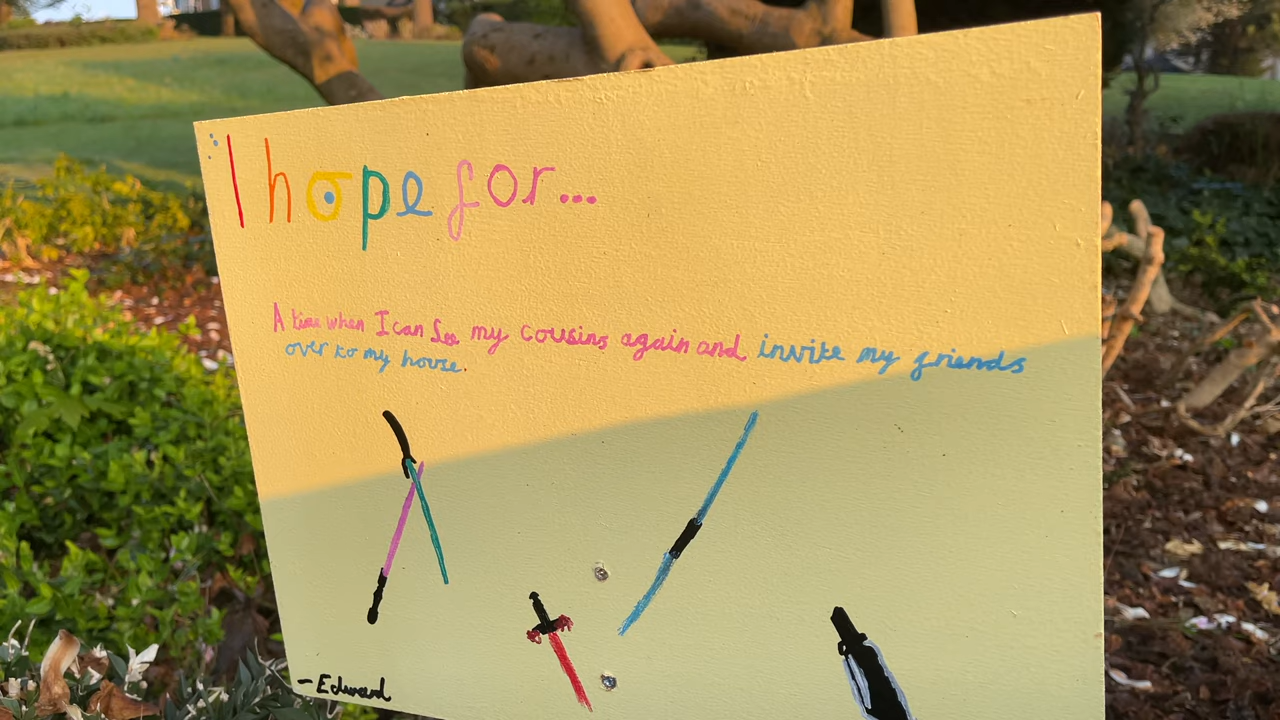 I hope for...
A time when I can See my cousins again and invite my friends
over to my house.
- Edward